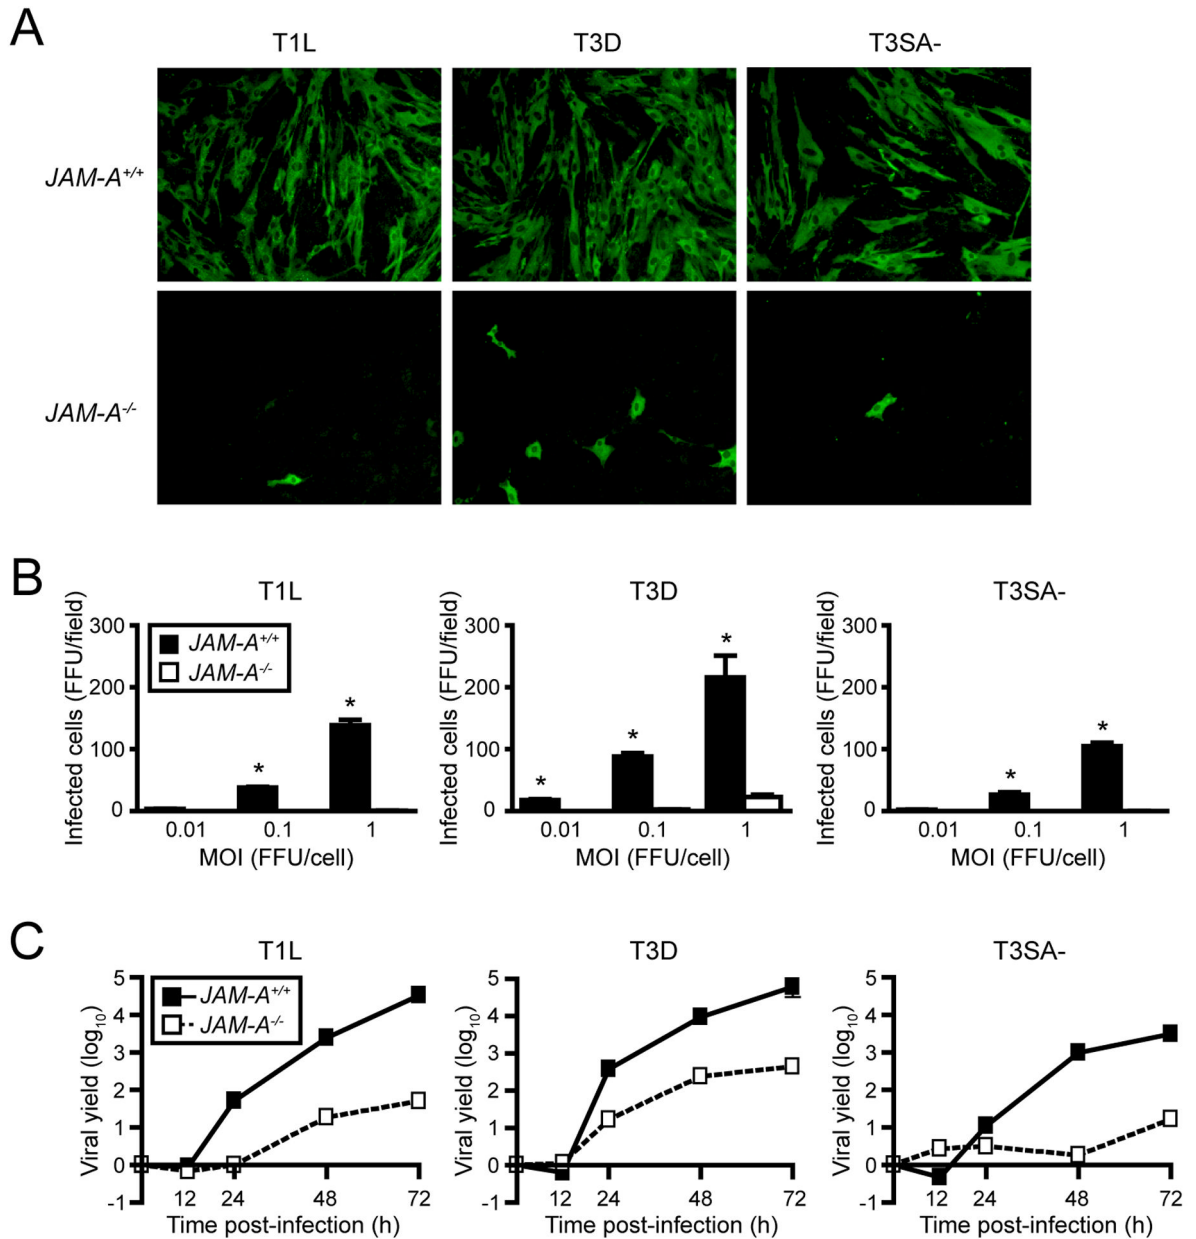 A
T1L T3D T3SA-
JAM-A+/+
JAM-A-/-
B
T1L T3D T3SA-
Infected cells (FFU/field)
300
200
100
0
JAM-A+/+
JAM-A-/-
*
*
0.01 0.1 1
MOI (FFU/cell)
Infected cells (FFU/field)
300
200
100
0
*
*
*
0.01 0.1 1
MOI (FFU/cell)
Infected cells (FFU/field)
300
200
100
0
*
*
0.01 0.1 1
MOI (FFU/cell)
C
T1L T3D T3SA-
Viral yield (log10)
5
4
3
2
1
0
-1
JAM-A+/+
JAM-A-/-
12 24 48 72
Time post-infection (h)
Viral yield (log10)
5
4
3
2
1
0
-1
12 24 48 72
Time post-infection (h)
Viral yield (log10)
5
4
3
2
1
0
-1
12 24 48 72
Time post-infection (h)